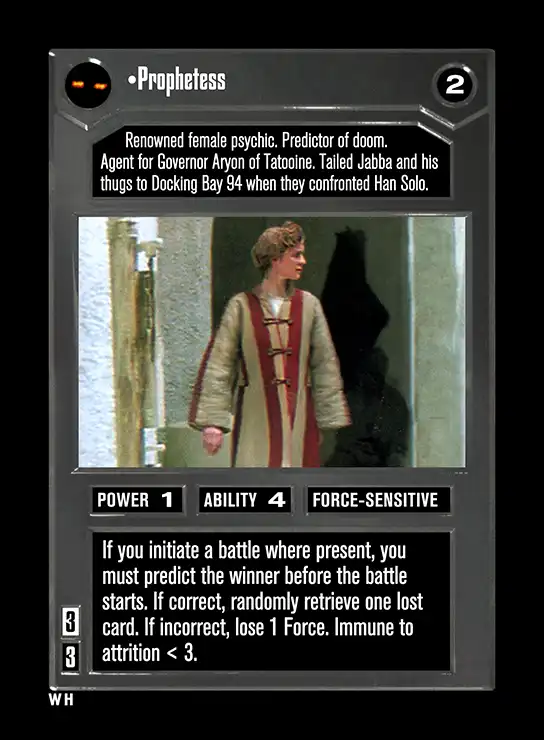 •Prophetess
2
Renowned female psychic. Predictor of doom.
Agent for Governor Aryon of Tatooine. Tailed Jabba and his
thugs to Docking Bay 94 when they confronted Han Solo.
POWER 1 ABILITY 4 FORCE-SENSITIVE
If you initiate a battle where present, you
must predict the winner before the battle
starts. If correct, randomly retrieve one lost
card. If incorrect, lose 1 Force. Immune to
attrition < 3.
3
3
WH